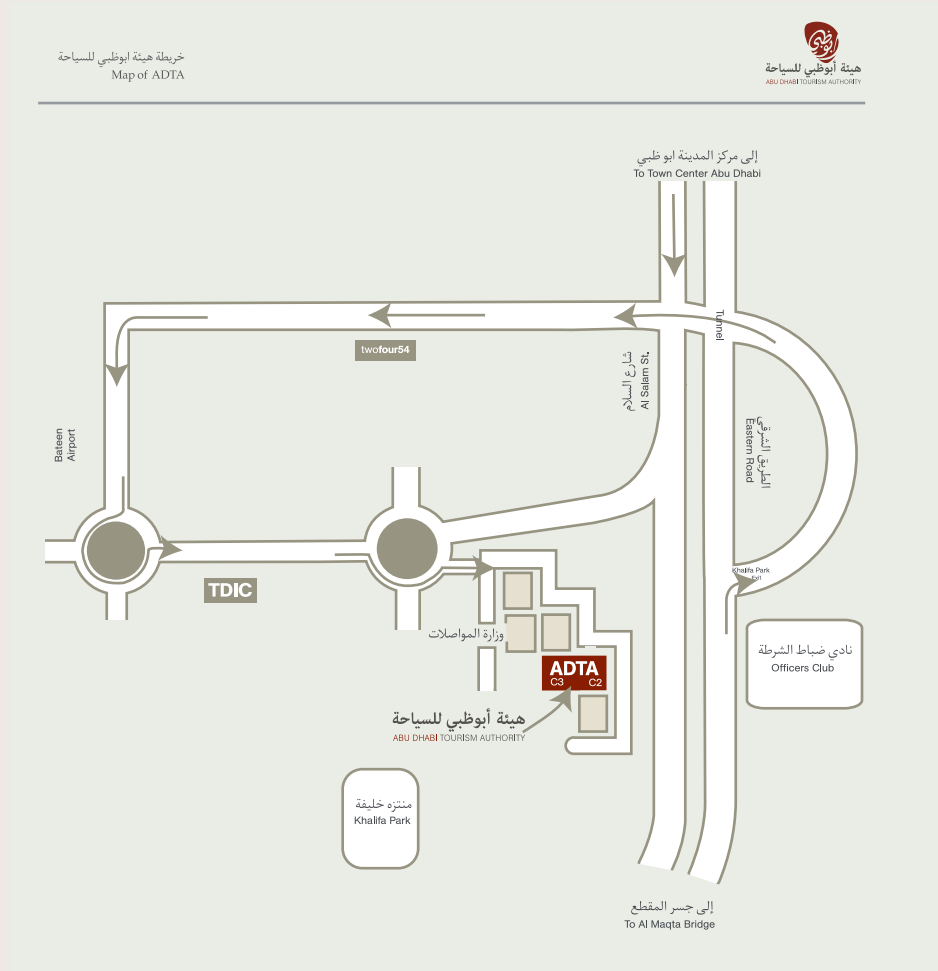 خريطة هيئة ابوظبي للسياحة
Map of ADTA
ابوظبي
هيئة أبوظبي للسياحة
ABU DHABI TOURISM AUTHORITY
إلى مركز المدينة ابو ظبي
To Town Center Abu Dhabi
Tunnel
twofour54
شارع السلام
Al Salam St.
الطريق الشرقي
Eastern Road
Bateen
Airport
Khalifa Park
Exit
TDIC
وزارة المواصلات
نادي ضباط الشرطة
Officers Club
ADTA
C3 C2
هيئة أبوظبي للسياحة
ABU DHABI TOURISM AUTHORITY
منتزه خليفة
Khalifa Park
إلى جسر المقطع
To Al Maqta Bridge